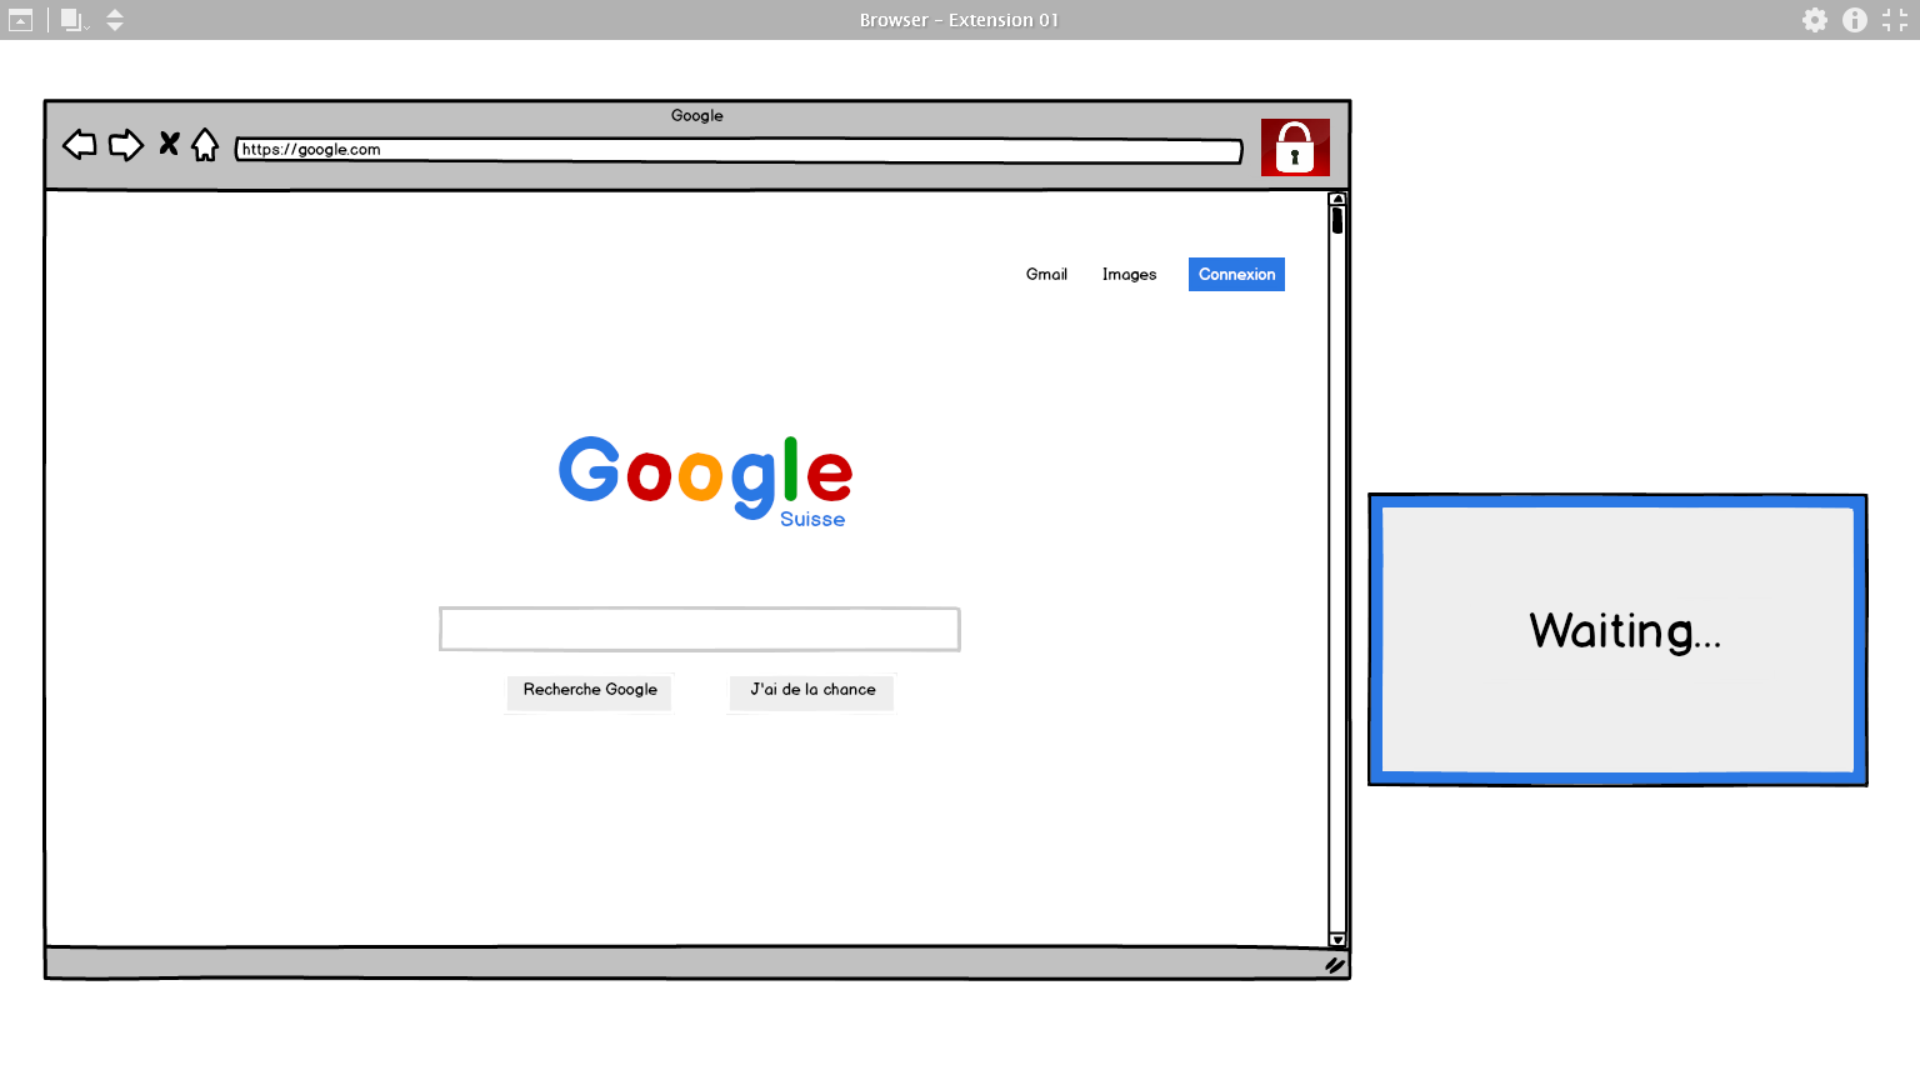 Browser - Extension 01
Google
https://google.com
Gmail Images Connexion
Google
Suisse
Recherche Google J'ai de la chance
Waiting...